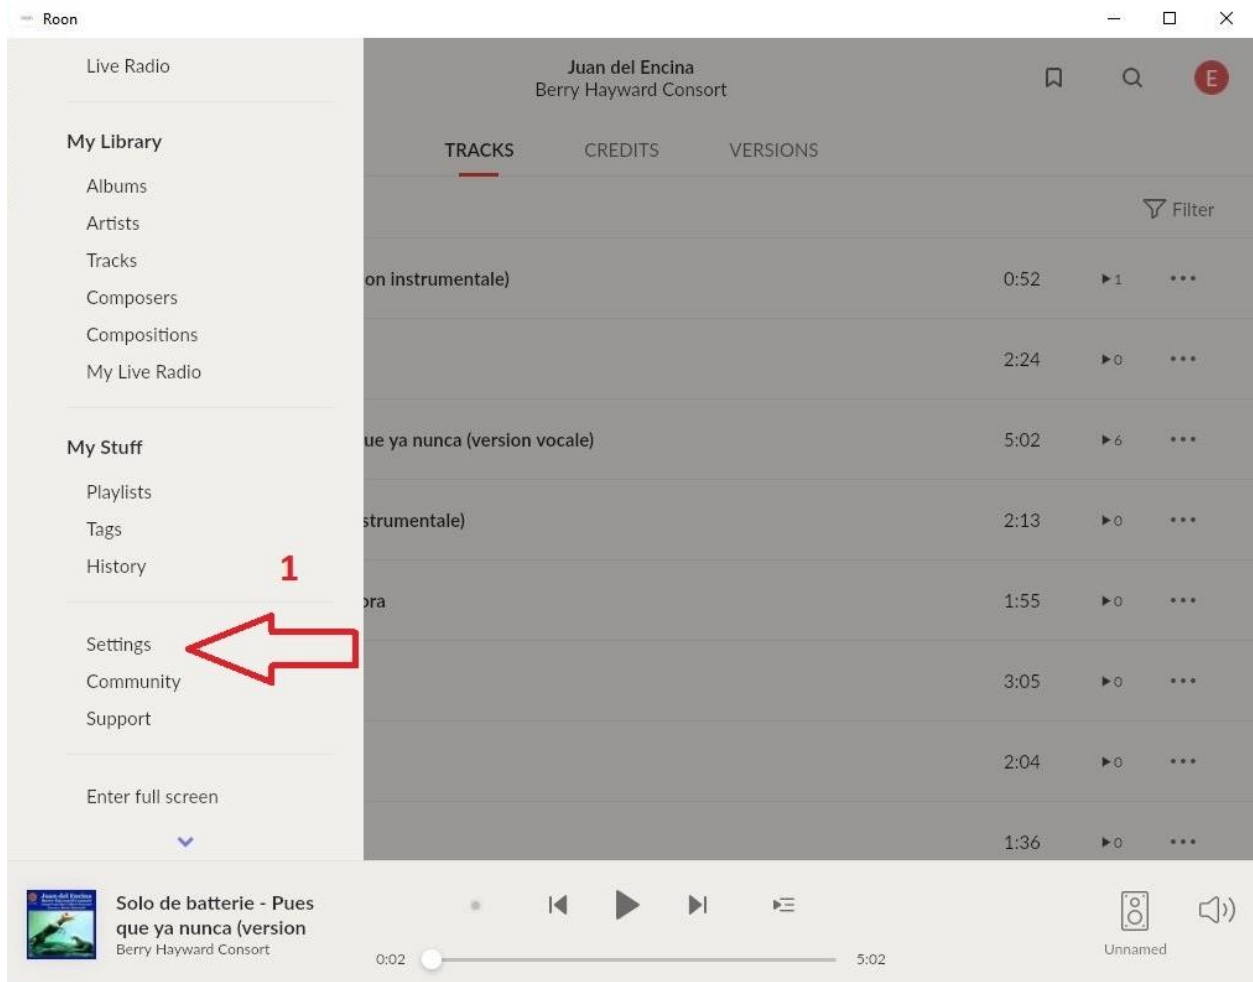 Roon
Live Radio
My Library
Albums
Artists
Tracks
Composers
Compositions
My Live Radio
My Stuff
Playlists
Tags
History
1
Settings
Community
Support
Enter full screen
Juan del Encina
Berry Hayward Consort
E
TRACKS CREDITS VERSIONS
Filter
on instrumentale) 0:52 1
2:24 0
ue ya nunca (version vocale) 5:02 6
strumentale) 2:13 0
ora 1:55 0
3:05 0
2:04 0
1:36 0
Solo de batterie - Pues
que ya nunca (version
Berry Hayward Consort
0:02 5:02
Unnamed